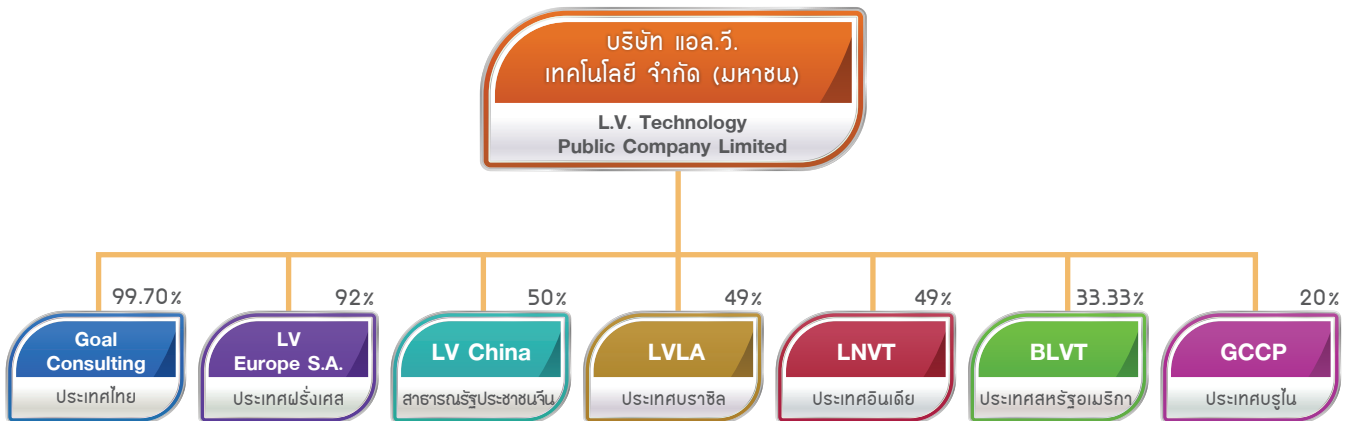 บริษัท แอล.วี.
เทคโนโลยี จำกัด (มหาชน)
L.V. Technology
Public Company Limited
99.70%
92%
50%
49%
49%
33.33%
20%
Goal
Consulting
ประเทศไทย
LV
Europe S.A.
ประเทศฝรั่งเศส
LV China
สาธารณรัฐประชาชนจีน
LVLA
ประเทศบราซิล
LNVT
ประเทศอินเดีย
BLVT
ประเทศสหรัฐอเมริกา
GCCP
ประเทศบรูไน